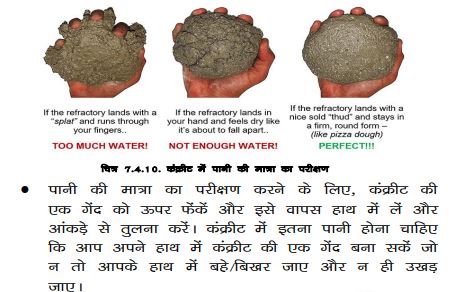 If the refractory lands with a
"splat" and runs through
your fingers..
TOO MUCH WATER!
If the refractory lands in
your hand and feels dry like
it's about to fall apart..
NOT ENOUGH WATER!
If the refractory lands with a
nice sold "thud" and stays in
a firm, round form –
(like pizza dough)
PERFECT!!!
चित्र 7.4.10. कंक्रीट में पानी की मात्रा का परीक्षण
● पानी की मात्रा का परीक्षण करने के लिए, कंक्रीट की
एक गेंद को ऊपर फेंकें और इसे वापस हाथ में लें और
आंकड़े से तुलना करें। कंक्रीट में इतना पानी होना चाहिए
कि आप अपने हाथ में कंक्रीट की एक गेंद बना सकें जो
न तो आपके हाथ में बहे/बिखर जाए और न ही उखड़
जाए।